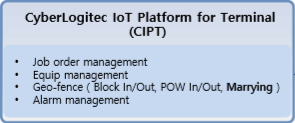 CyberLogitec IoT Platform for Terminal
(CIPT)
• Job order management
• Equip management
• Geo-fence ( Block In/Out, POW In/Out, Marrying )
• Alarm management